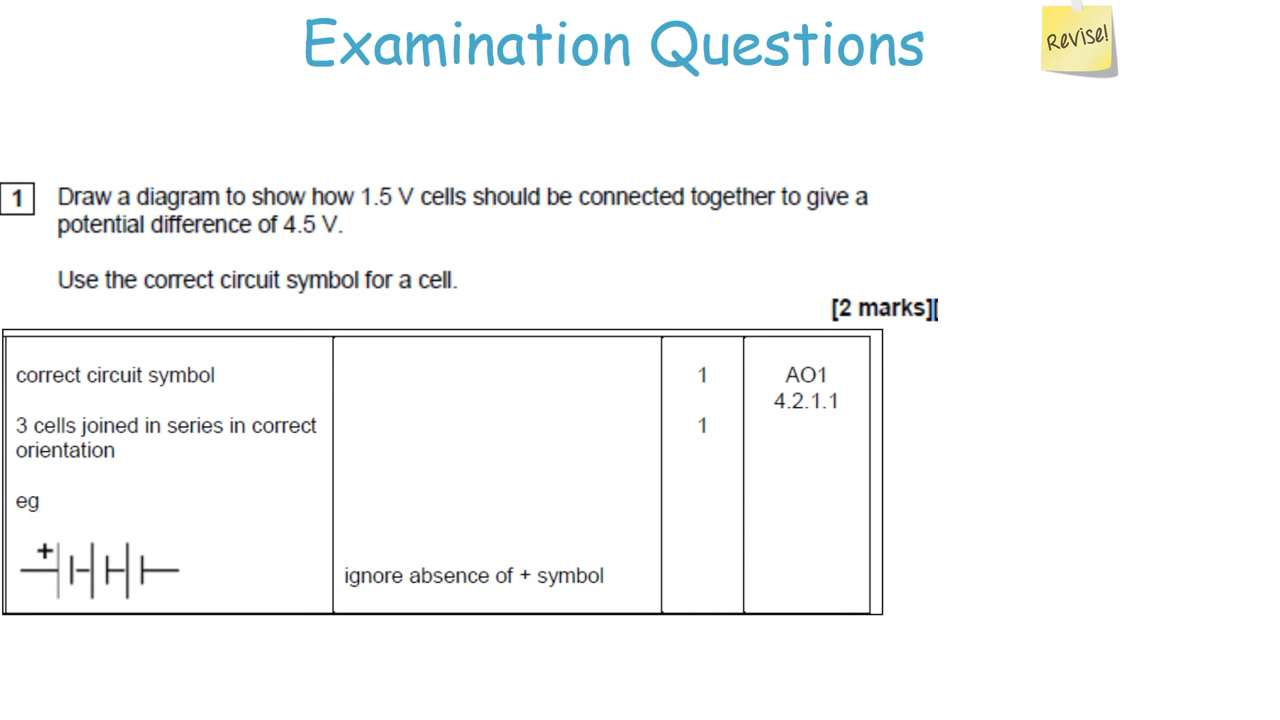 Examination Questions
Revise!
1 Draw a diagram to show how 1.5 V cells should be connected together to give a
potential difference of 4.5 V.
Use the correct circuit symbol for a cell.
[2 marks][
correct circuit symbol 1 AO1
4.2.1.1
3 cells joined in series in correct 1
orientation
eg
+
ignore absence of + symbol